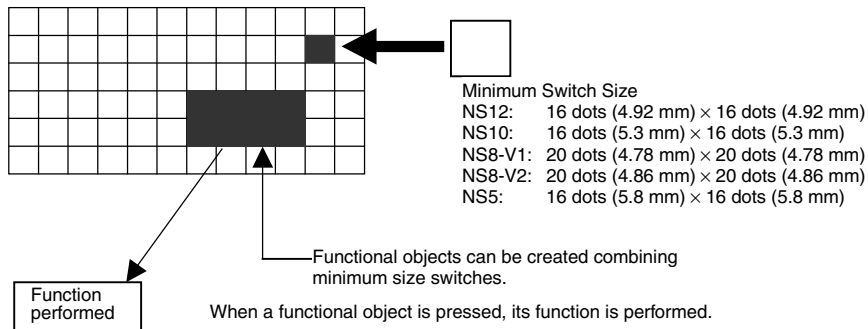 Minimum Switch Size
NS12: 16 dots (4.92 mm) × 16 dots (4.92 mm)
NS10: 16 dots (5.3 mm) × 16 dots (5.3 mm)
NS8-V1: 20 dots (4.78 mm) × 20 dots (4.78 mm)
NS8-V2: 20 dots (4.86 mm) × 20 dots (4.86 mm)
NS5: 16 dots (5.8 mm) × 16 dots (5.8 mm)
Functional objects can be created combining
minimum size switches.
Function
performed
When a functional object is pressed, its function is performed.